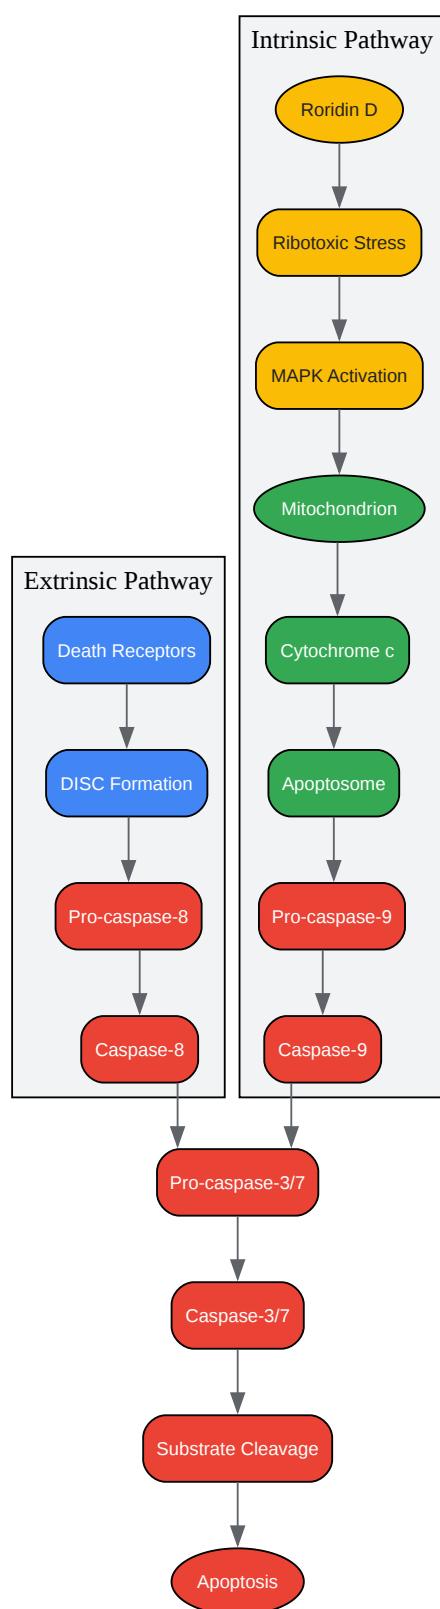 Intrinsic Pathway
Roridin D
Ribotoxic Stress
MAPK Activation
Mitochondrion
Cytochrome c
Apoptosome
Pro-caspase-9
Caspase-9
Extrinsic Pathway
Death Receptors
DISC Formation
Pro-caspase-8
Caspase-8
Pro-caspase-3/7
Caspase-3/7
Substrate Cleavage
Apoptosis